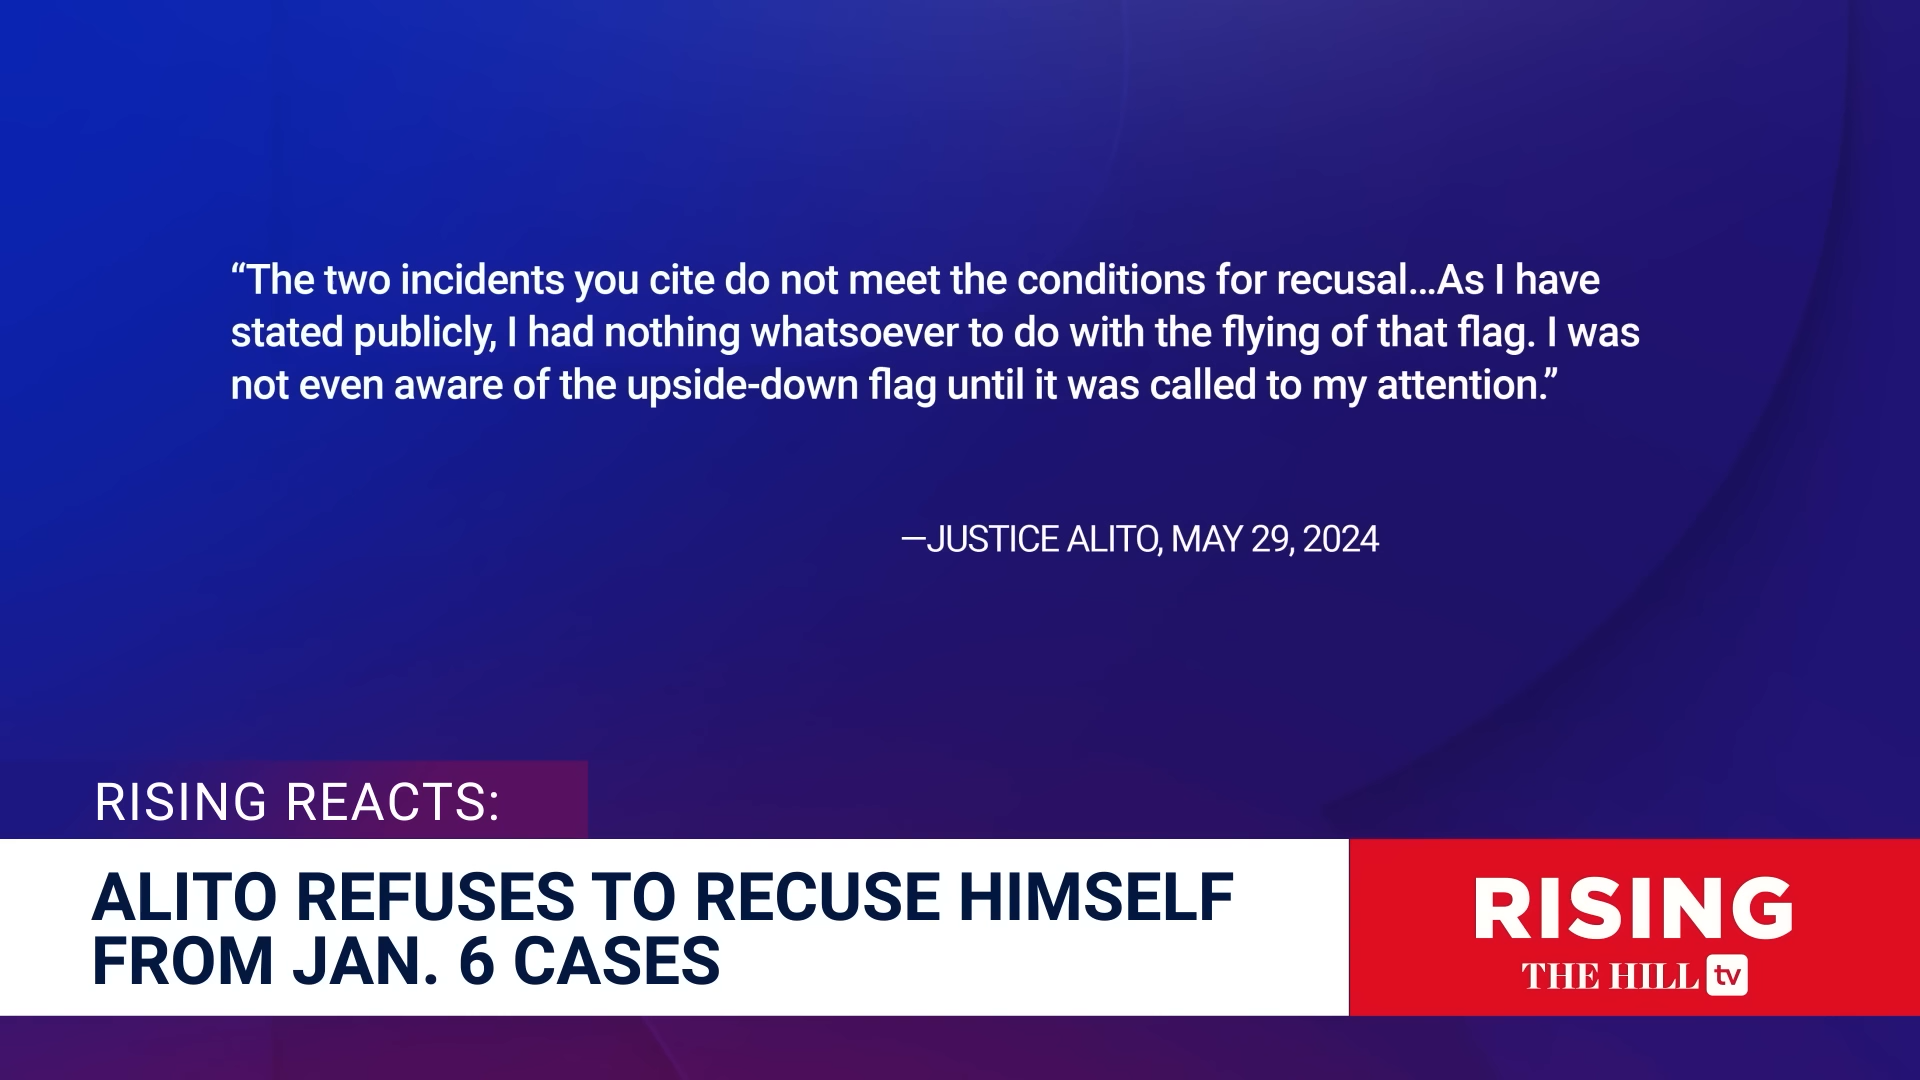 “The two incidents you cite do not meet the conditions for recusal...As I have
stated publicly, I had nothing whatsoever to do with the flying of that flag. I was
not even aware of the upside-down flag until it was called to my attention.”
—JUSTICE ALITO, MAY 29, 2024
RISING REACTS:
ALITO REFUSES TO RECUSE HIMSELF
FROM JAN. 6 CASES
RISING
THE HILL tv